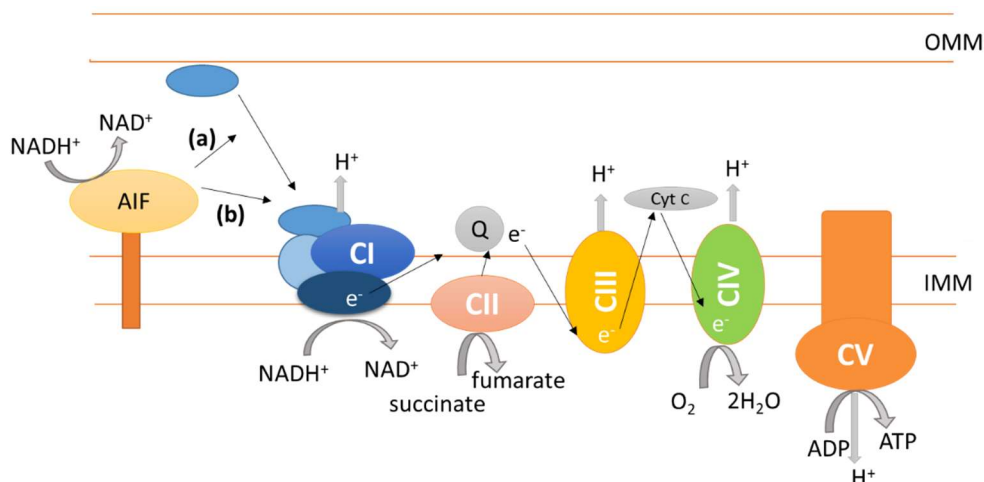 OMM
NADH⁺
NAD⁺
(a)
AIF
(b)
H⁺
CI
e⁻
Q
e⁻
H⁺
Cyt C
H⁺
CII
CIII
e⁻
CIV
e⁻
IMM
CV
NADH⁺
NAD⁺
succinate
fumarate
O₂
2H₂O
ADP
ATP
H⁺